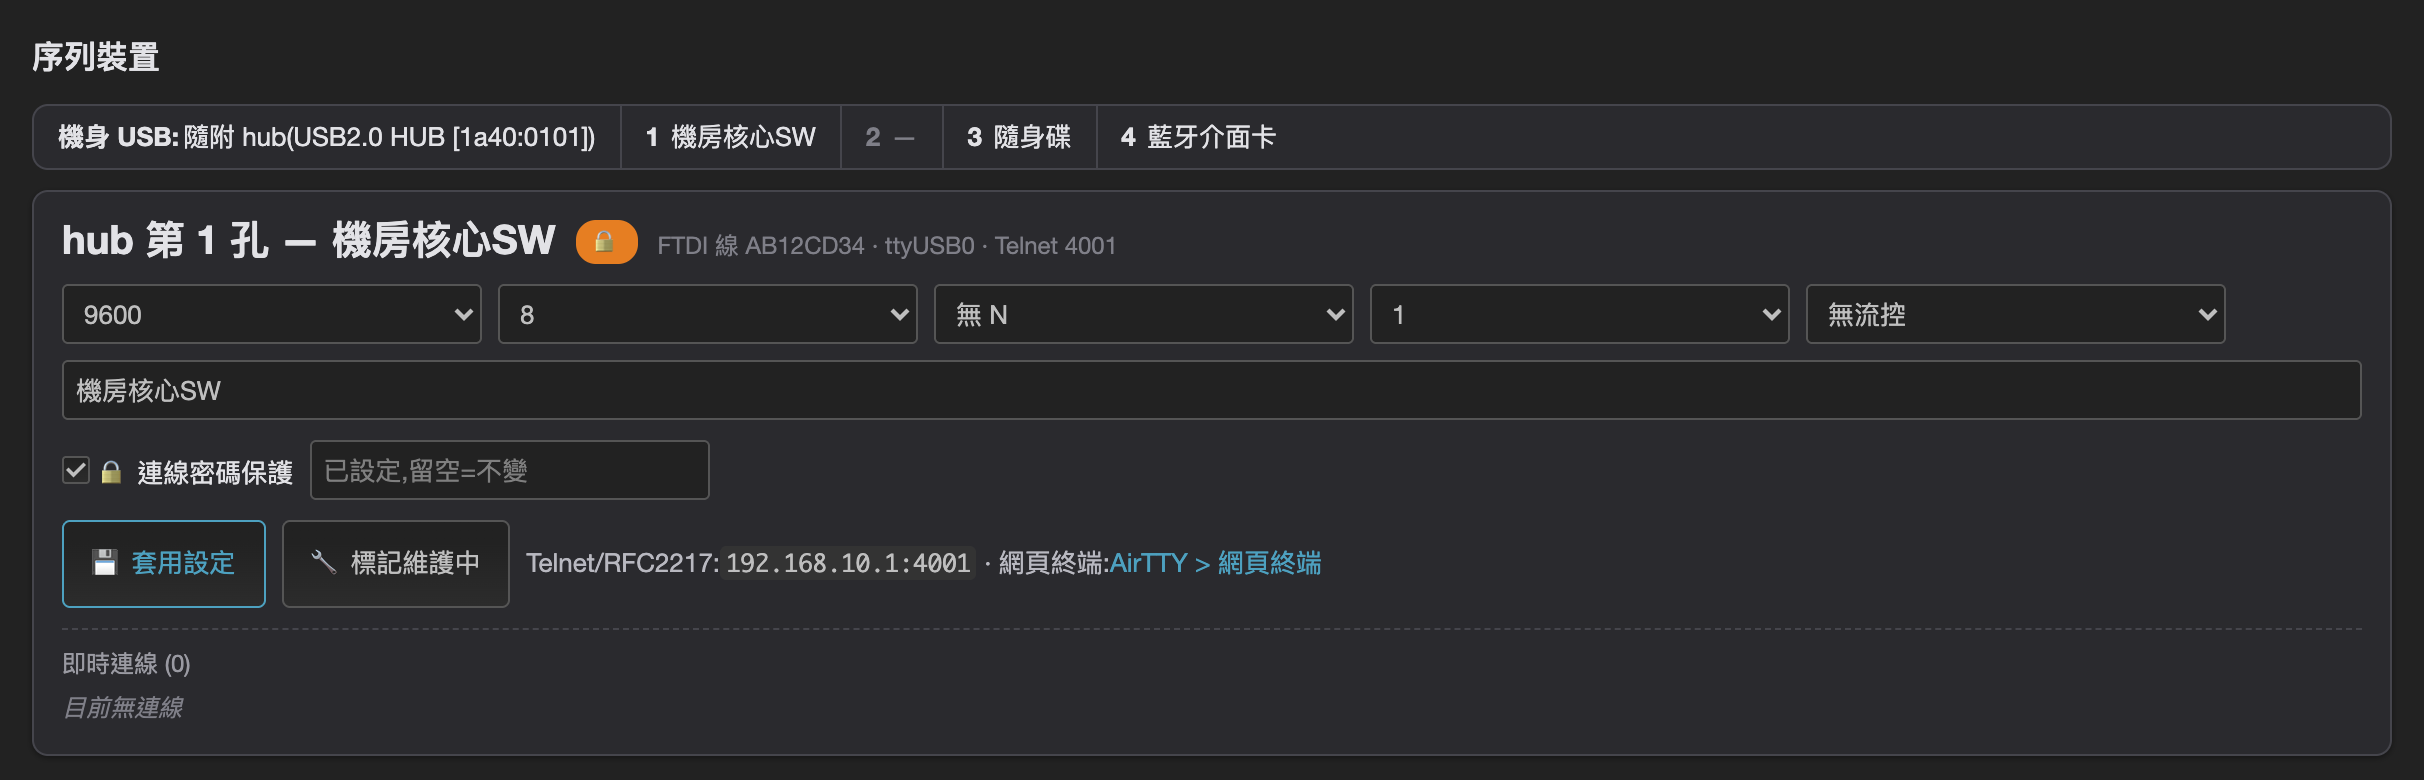 序列裝置
機身 USB: 隨附 hub(USB2.0 HUB [1a40:0101]) 1 機房核心SW 2 — 3 隨身碟 4 藍牙介面卡
hub 第 1 孔 — 機房核心SW FTDI 線 AB12CD34 · ttyUSB0 · Telnet 4001
9600 8 無 N 1 無流控
機房核心SW
連線密碼保護 已設定,留空=不變
套用設定 標記維護中 Telnet/RFC2217: 192.168.10.1:4001 · 網頁終端:AirTTY > 網頁終端
即時連線 (0)
目前無連線